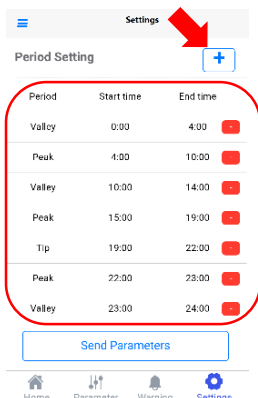 Settings
Period Setting +
Period Start time End time
Valley 0:00 4:00 -
Peak 4:00 10:00 -
Valley 10:00 14:00 -
Peak 15:00 19:00 -
Tip 19:00 22:00 -
Peak 22:00 23:00 -
Valley 23:00 24:00 -
Send Parameters
Home Parameter Warning Settings